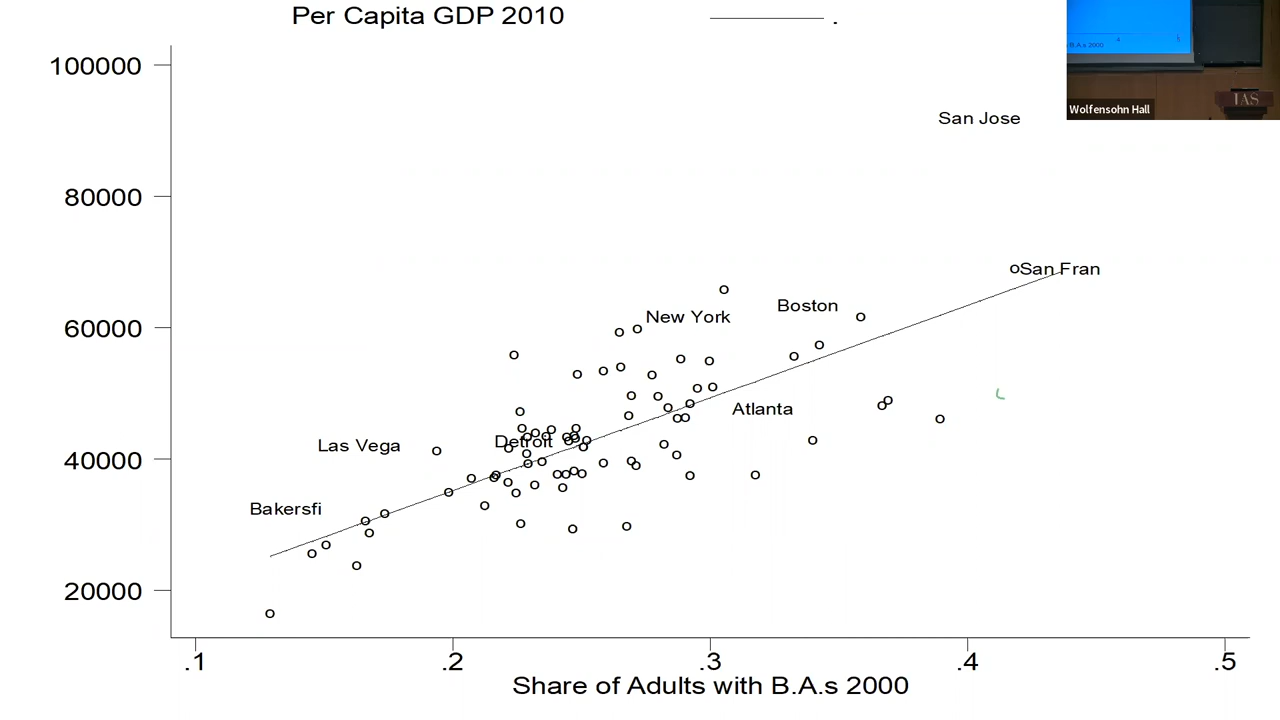 Per Capita GDP 2010
.
100000
80000
60000
40000
20000
San Jose
San Fran
Boston
New York
Atlanta
Detroit
Las Vega
Bakersfi
.1
.2
.3
.4
.5
Share of Adults with B.A.s 2000
B.A.s 2000
Wolfensohn Hall
IAS